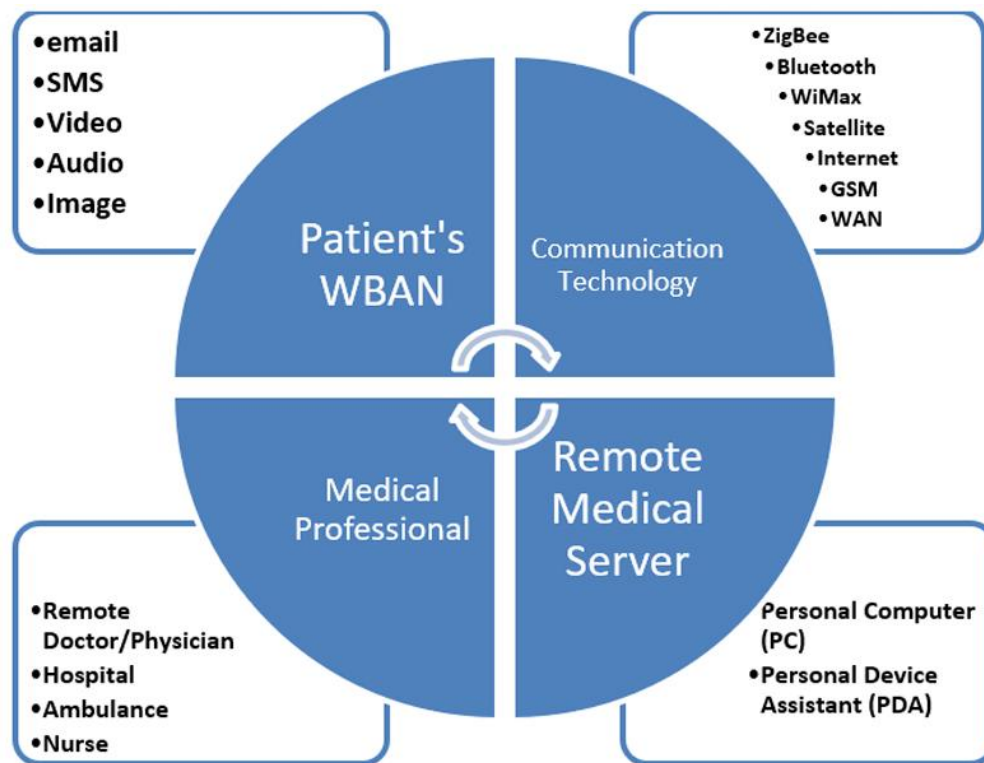 •email
•SMS
•Video
•Audio
•Image
•ZigBee
•Bluetooth
•WiMax
•Satellite
•Internet
•GSM
•WAN
Patient's
WBAN
Communication
Technology
Medical
Professional
Remote
Medical
Server
•Remote
Doctor/Physician
•Hospital
•Ambulance
•Nurse
Personal Computer
(PC)
•Personal Device
Assistant (PDA)